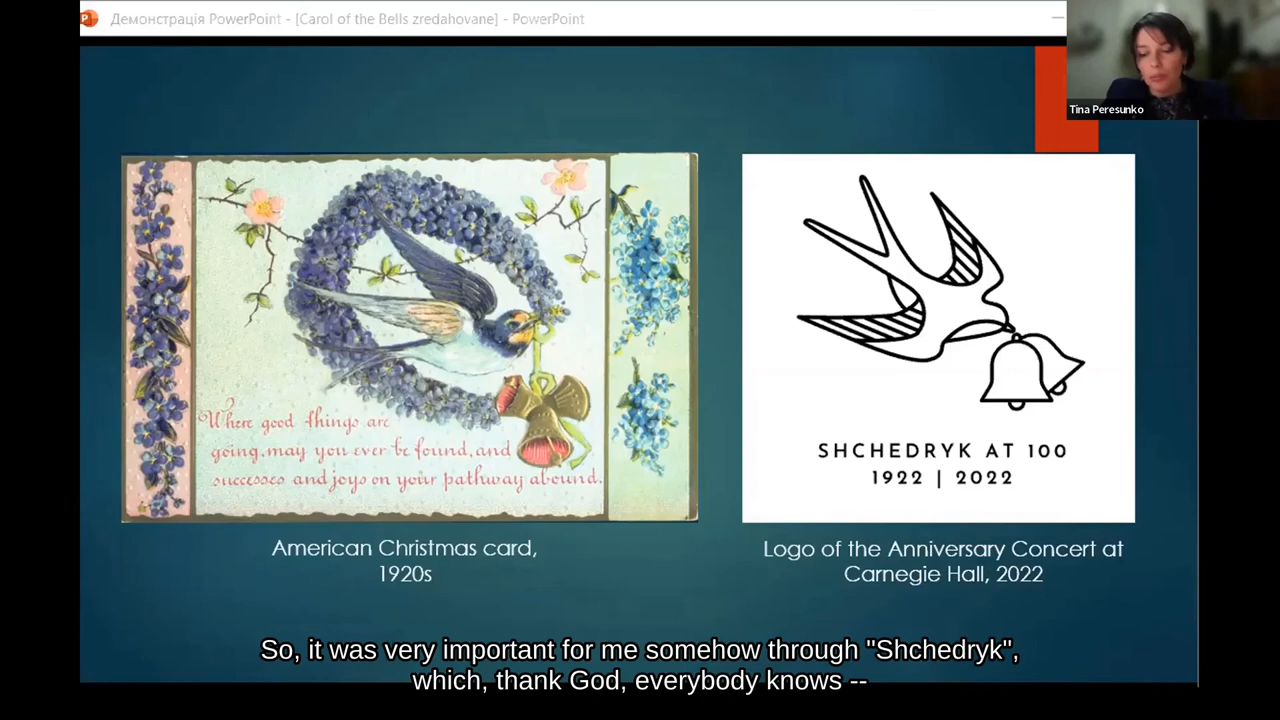 Демонстрація PowerPoint - [Carol of the Bells zredahovane] - PowerPoint
Tina Peresunko
Where good things are
going, may you ever be found, and
successes and joys on your pathway abound.
SHCHEDRYK AT 100
1922 | 2022
American Christmas card,
1920s
Logo of the Anniversary Concert at
Carnegie Hall, 2022
So, it was very important for me somehow through "Shchedryk",
which, thank God, everybody knows --